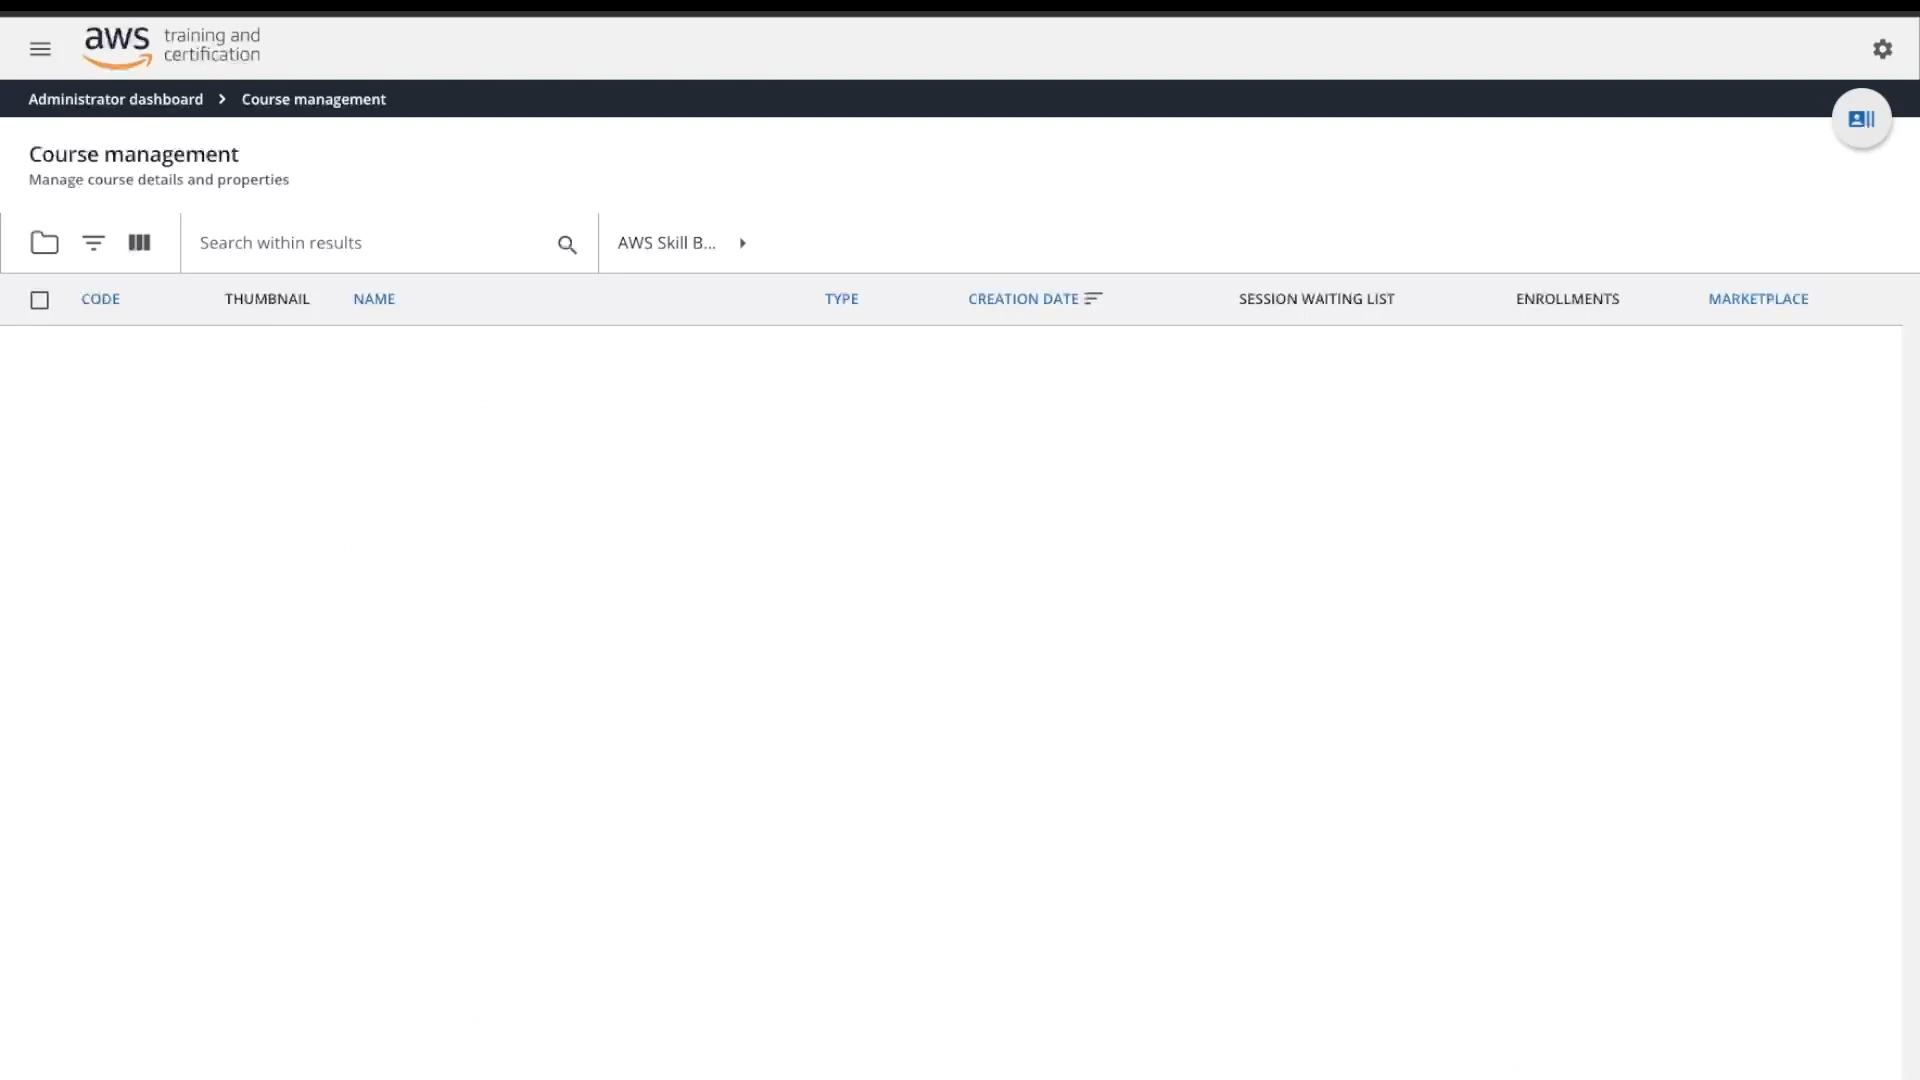 aws training and
certification
Administrator dashboard > Course management
Course management
Manage course details and properties
Search within results
AWS Skill B...
CODE THUMBNAIL NAME TYPE CREATION DATE SESSION WAITING LIST ENROLLMENTS MARKETPLACE